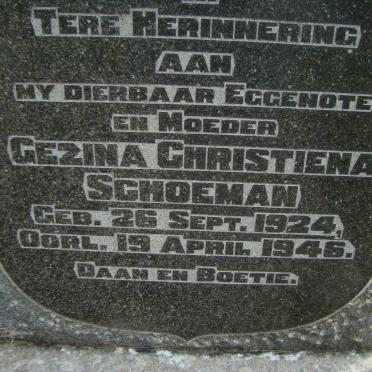 TERE HERINNERING
AAN
MY DIERBAAR EGGENOTE
EN MOEDER
GEZINA CHRISTIENA
SCHOEMAN
GEB. 26 SEPT. 1924,
OORL. 19 APRIL 1946.
DAAN EN BOETIE.